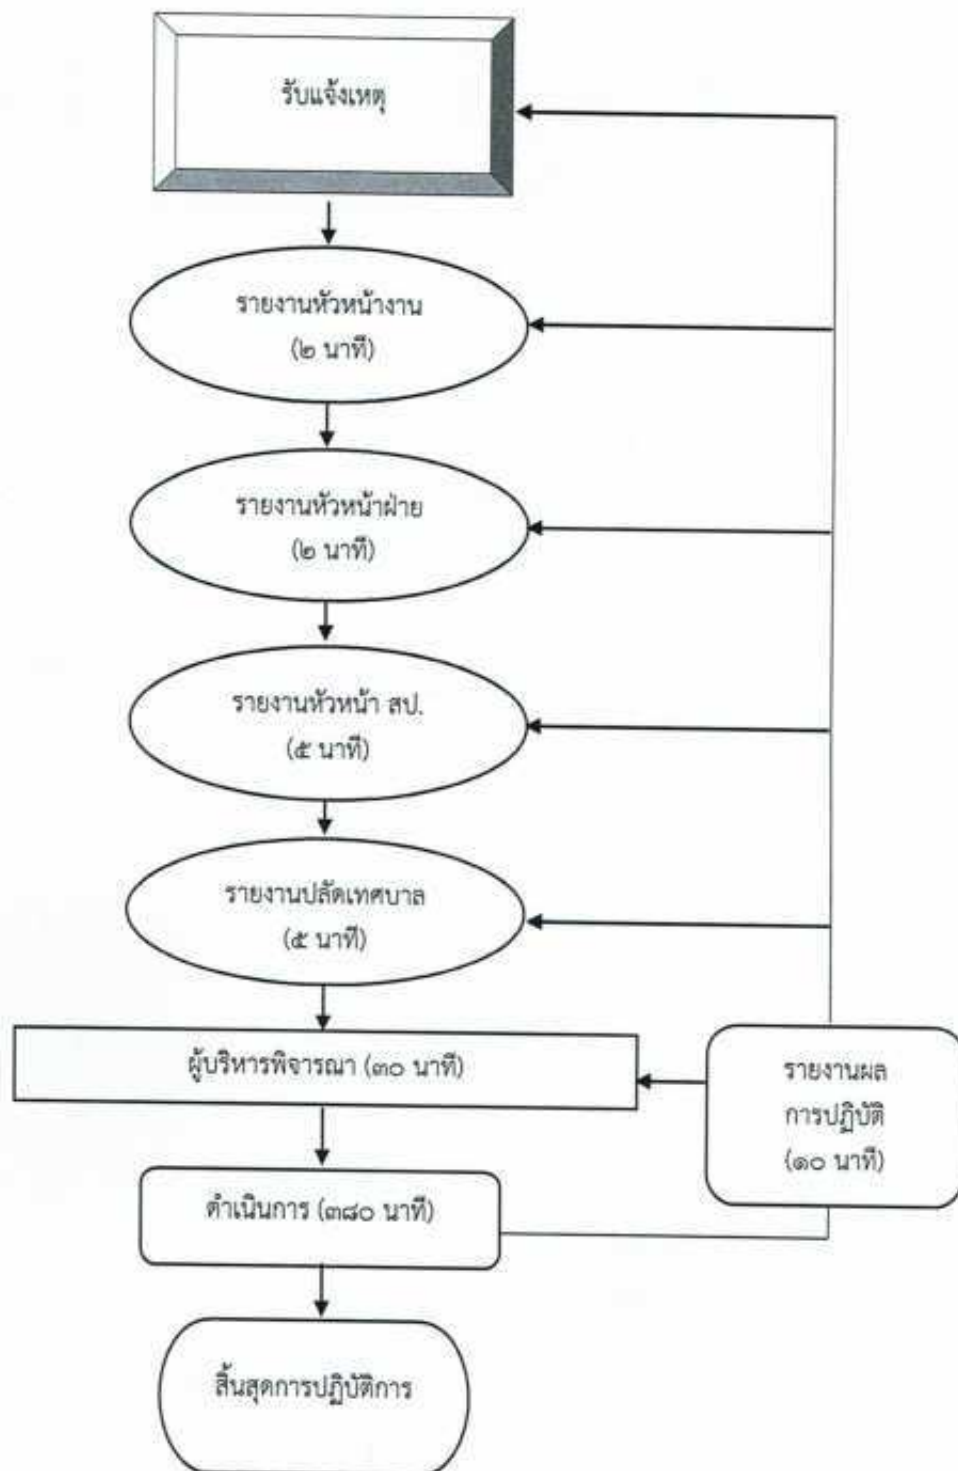 รับแจ้งเหตุ
รายงานหัวหน้างาน
(๒ นาที)
รายงานหัวหน้าฝ่าย
(๒ นาที)
รายงานหัวหน้า สป.
(๕ นาที)
รายงานปลัดเทศบาล
(๕ นาที)
ผู้บริหารพิจารณา (๓๐ นาที)
รายงานผล
การปฏิบัติ
(๑๐ นาที)
ดำเนินการ (๓๘๐ นาที)
สิ้นสุดการปฏิบัติการ